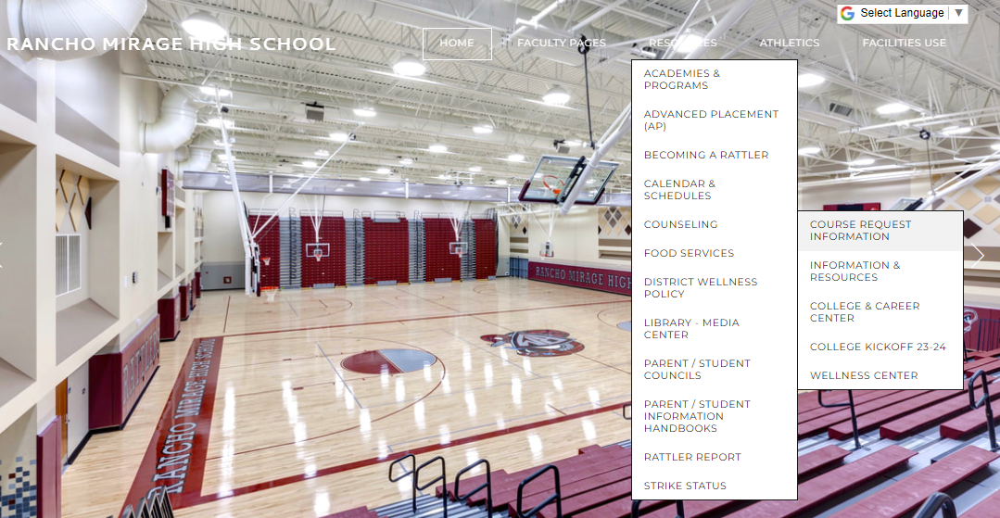 Select Language ▼
RANCHO MIRAGE HIGH SCHOOL
HOME
FACULTY PAGES
RESOURCES
ATHLETICS
FACILITIES USE
ACADEMIES &
PROGRAMS
ADVANCED PLACEMENT
(AP)
BECOMING A RATTLER
CALENDAR &
SCHEDULES
COUNSELING
COURSE REQUEST
INFORMATION
INFORMATION &
RESOURCES
COLLEGE & CAREER
CENTER
COLLEGE KICKOFF 23-24
WELLNESS CENTER
FOOD SERVICES
DISTRICT WELLNESS
POLICY
LIBRARY - MEDIA
CENTER
PARENT / STUDENT
COUNCILS
PARENT / STUDENT
INFORMATION
HANDBOOKS
RATTLER REPORT
STRIKE STATUS
RANCHO MIRAGE HIGH
RANCHO MIRAGE HIGH SCHOOL